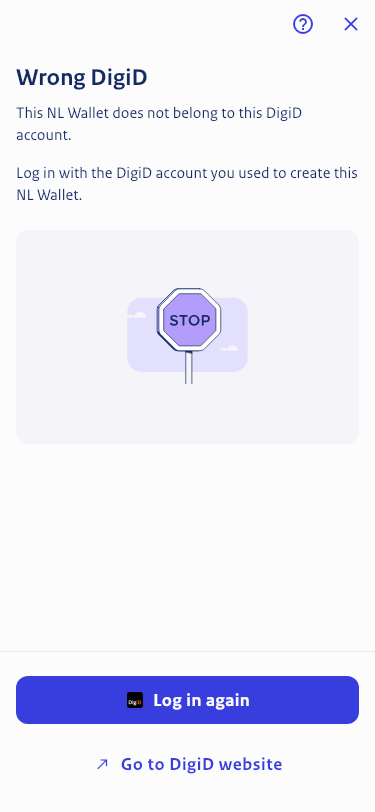 Wrong DigiD
This NL Wallet does not belong to this DigiD
account.
Log in with the DigiD account you used to create this
NL Wallet.
STOP
DigiD Log in again
Go to DigiD website